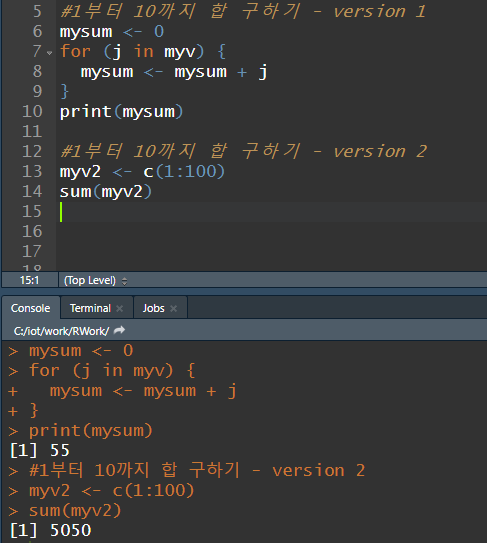 5 #1부터 10까지 합 구하기 - version 1
6 mysum <- 0
7 for (j in myv) {
8   mysum <- mysum + j
9 }
10 print(mysum)
11
12 #1부터 10까지 합 구하기 - version 2
13 myv2 <- c(1:100)
14 sum(myv2)
15
16
17
18
15:1 (Top Level)
Console Terminal × Jobs ×
C:/iot/work/RWork/
> mysum <- 0
> for (j in myv) {
+   mysum <- mysum + j
+ }
> print(mysum)
[1] 55
> #1부터 10까지 합 구하기 - version 2
> myv2 <- c(1:100)
> sum(myv2)
[1] 5050